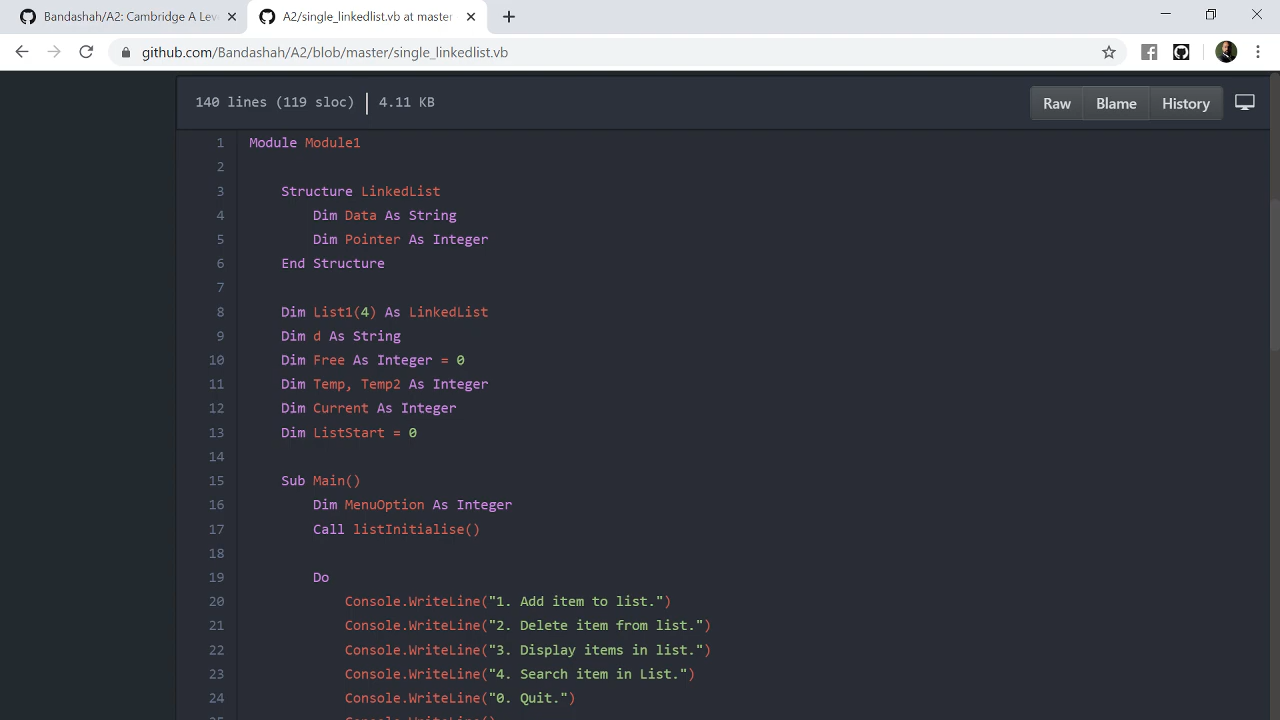 Bandashah/A2: Cambridge A Lev
A2/single_linkedlist.vb at master
github.com/Bandashah/A2/blob/master/single_linkedlist.vb
140 lines (119 sloc) | 4.11 KB
Raw Blame History
1 Module Module1
2
3 Structure LinkedList
4 Dim Data As String
5 Dim Pointer As Integer
6 End Structure
7
8 Dim List1(4) As LinkedList
9 Dim d As String
10 Dim Free As Integer = 0
11 Dim Temp, Temp2 As Integer
12 Dim Current As Integer
13 Dim ListStart = 0
14
15 Sub Main()
16 Dim MenuOption As Integer
17 Call listInitialise()
18
19 Do
20 Console.WriteLine("1. Add item to list.")
21 Console.WriteLine("2. Delete item from list.")
22 Console.WriteLine("3. Display items in list.")
23 Console.WriteLine("4. Search item in List.")
24 Console.WriteLine("0. Quit.")